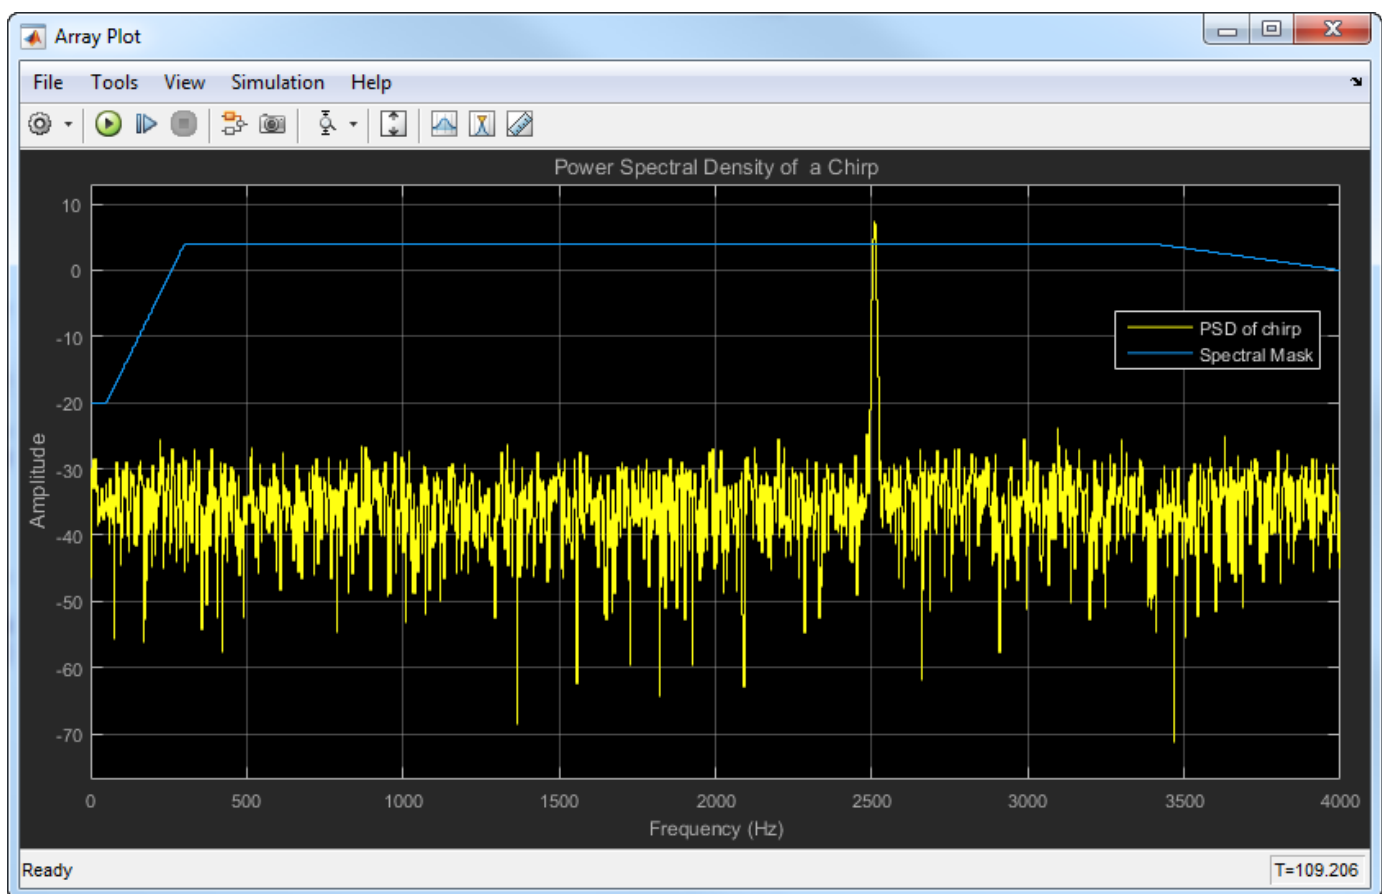 Array Plot
File Tools View Simulation Help
Power Spectral Density of a Chirp
10
0
-10
-20
-30
-40
-50
-60
-70
Amplitude
PSD of chirp
Spectral Mask
0 500 1000 1500 2000 2500 3000 3500 4000
Frequency (Hz)
Ready T=109.206